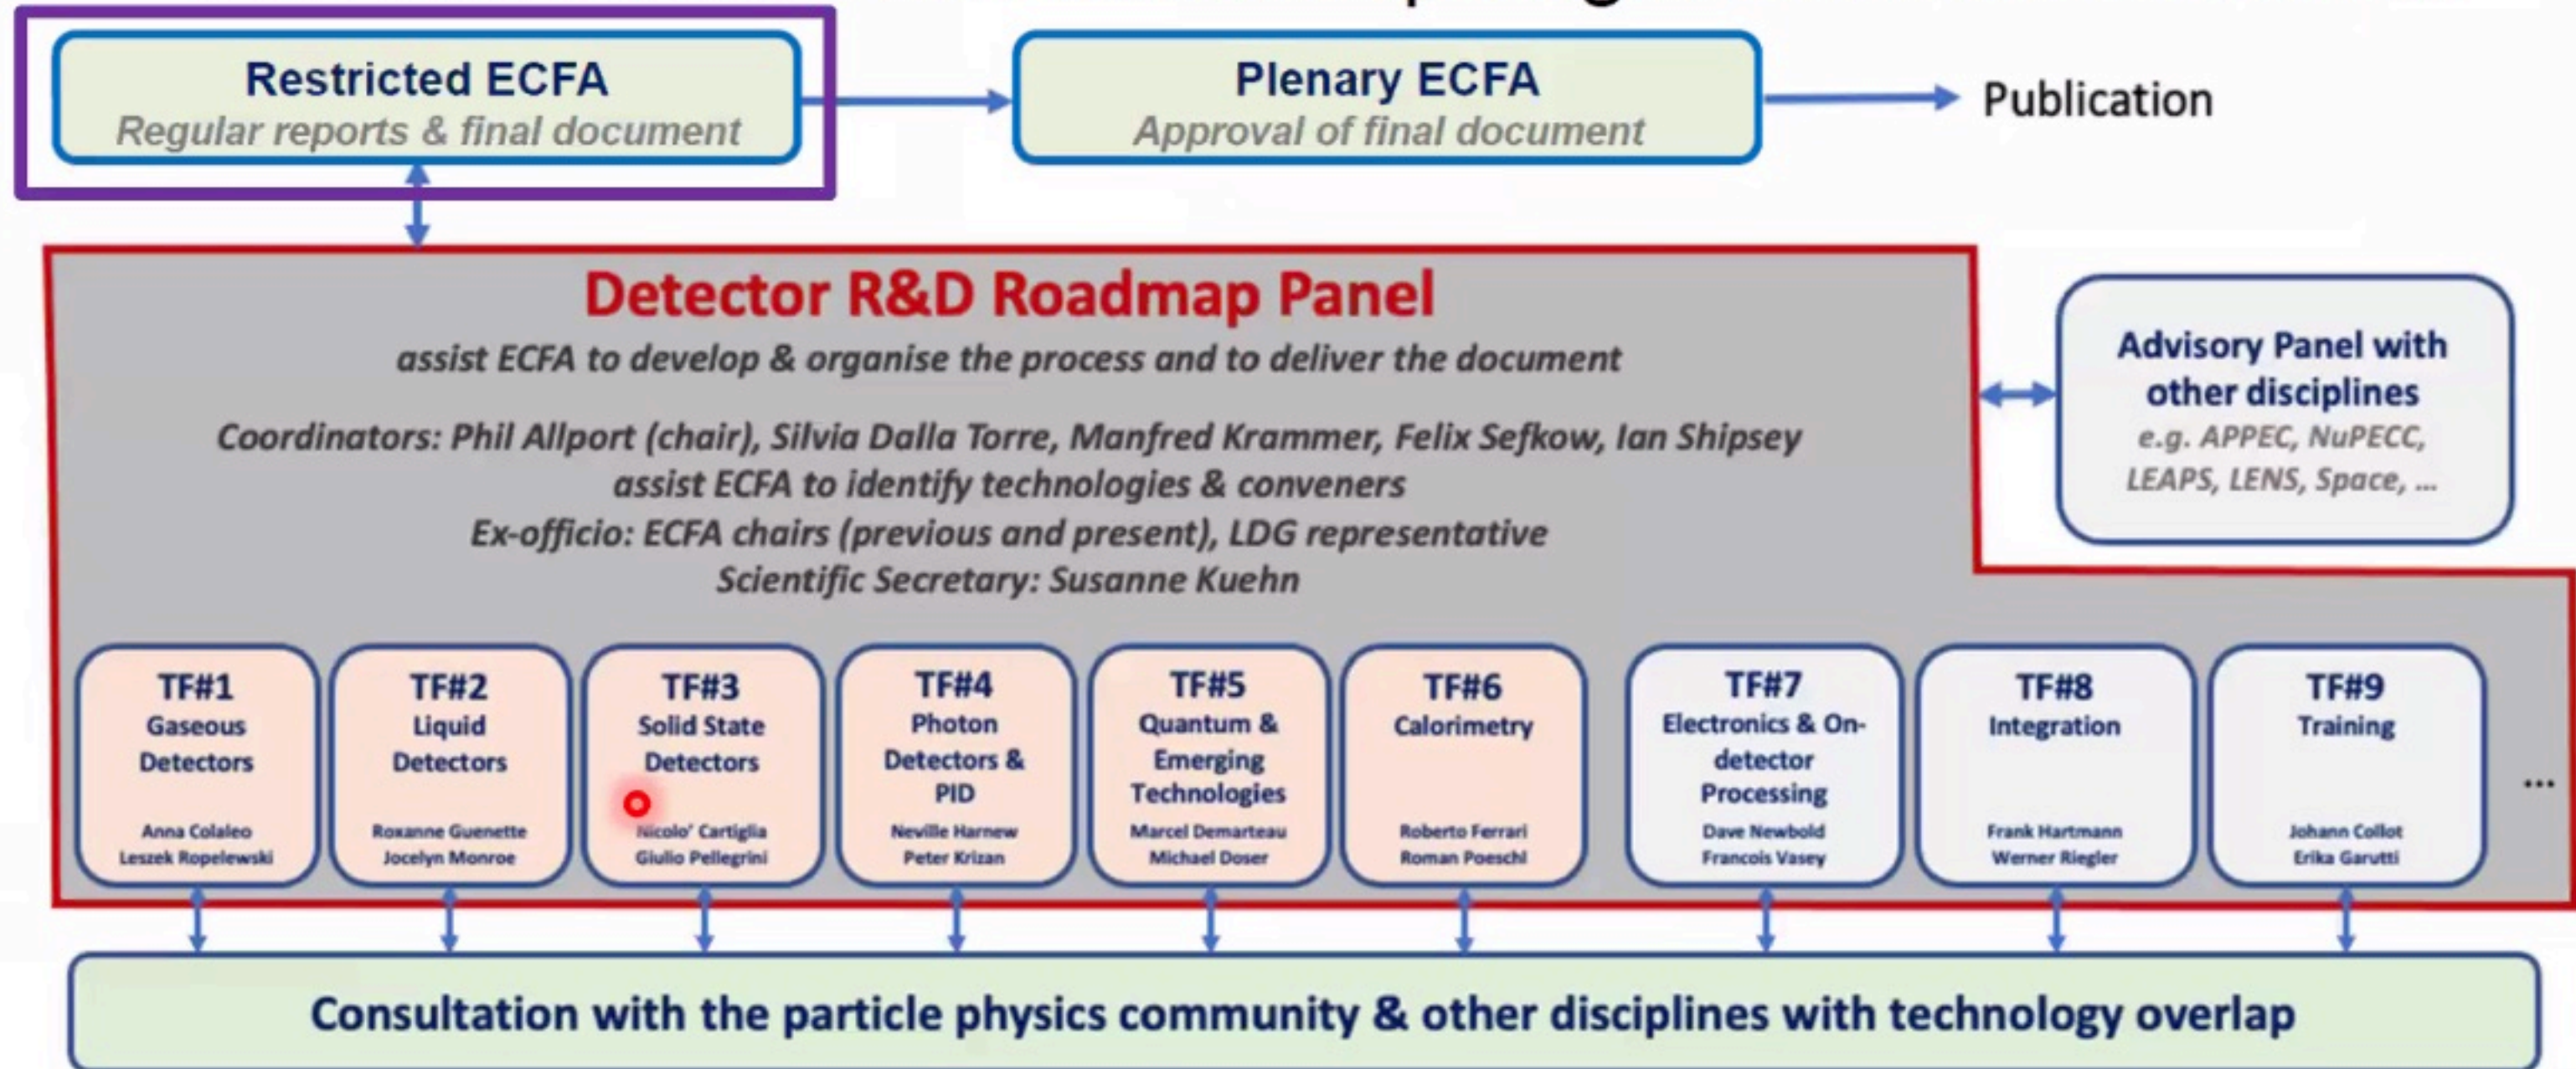 Restricted ECFA
Regular reports & final document
Plenary ECFA
Approval of final document
Publication
Detector R&D Roadmap Panel
assist ECFA to develop & organise the process and to deliver the document
Coordinators: Phil Allport (chair), Silvia Dalla Torre, Manfred Krammer, Felix Sefkow, Ian Shipsey
assist ECFA to identify technologies & conveners
Ex-officio: ECFA chairs (previous and present), LDG representative
Scientific Secretary: Susanne Kuehn
Advisory Panel with
other disciplines
e.g. APPEC, NuPECC,
LEAPS, LENS, Space, ...
TF#1
Gaseous
Detectors
Anna Colaleo
Leszek Ropelewski
TF#2
Liquid
Detectors
Roxanne Guenette
Jocelyn Monroe
TF#3
Solid State
Detectors
Nicolo' Cartiglia
Giulio Pellegrini
TF#4
Photon
Detectors &
PID
Neville Harnew
Peter Krizan
TF#5
Quantum &
Emerging
Technologies
Marcel Demarteau
Michael Doser
TF#6
Calorimetry
Roberto Ferrari
Roman Poeschl
TF#7
Electronics & On-
detector
Processing
Dave Newbold
Francois Vasey
TF#8
Integration
Frank Hartmann
Werner Riegler
TF#9
Training
Johann Collot
Erika Garutti
...
Consultation with the particle physics community & other disciplines with technology overlap